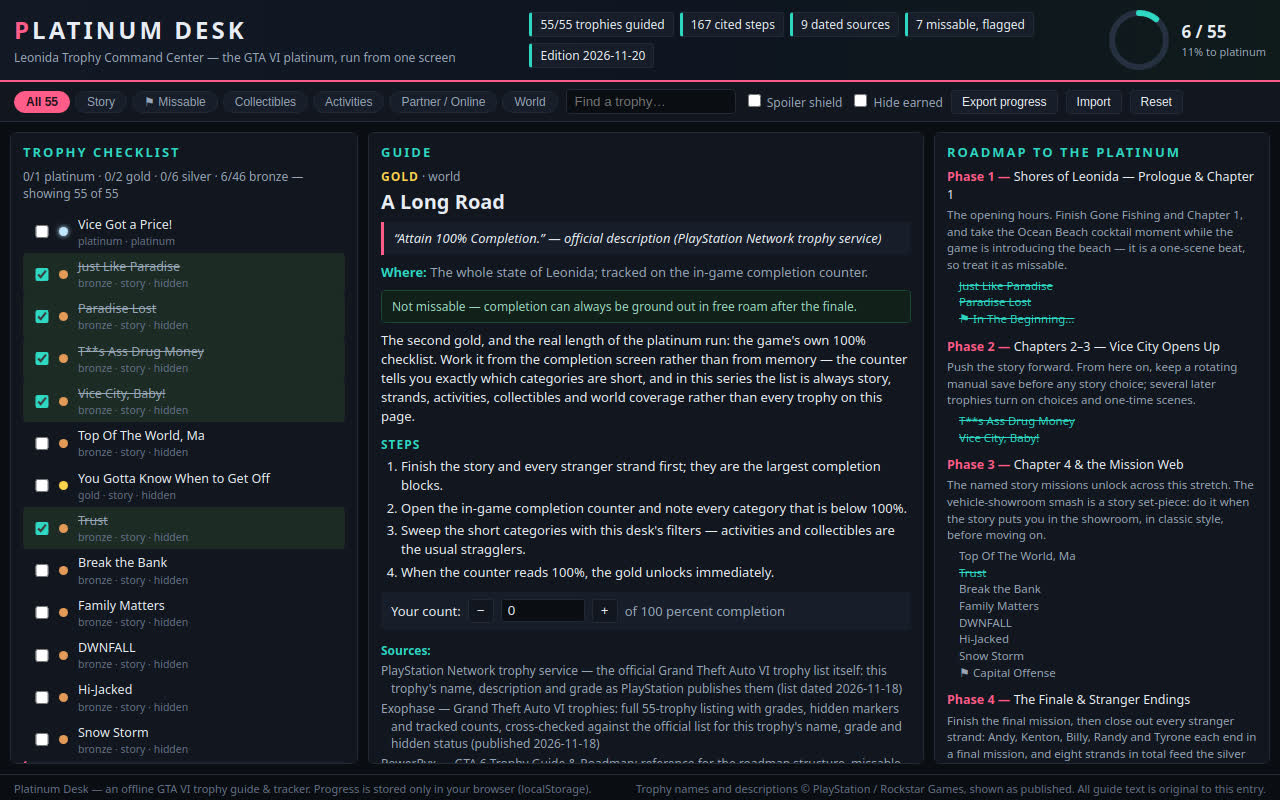 PLATINUM DESK
Leonida Trophy Command Center — the GTA VI platinum, run from one screen
55/55 trophies guided
167 cited steps
9 dated sources
7 missable, flagged
Edition 2026-11-20
6 / 55
11% to platinum
All 55
Story
⚑ Missable
Collectibles
Activities
Partner / Online
World
Find a trophy…
Spoiler shield
Hide earned
Export progress
Import
Reset
TROPHY CHECKLIST
0/1 platinum · 0/2 gold · 0/6 silver · 6/46 bronze —
showing 55 of 55
Vice Got a Price!
platinum · platinum
Just Like Paradise
bronze · story · hidden
Paradise Lost
bronze · story · hidden
T**s Ass Drug Money
bronze · story · hidden
Vice City, Baby!
bronze · story · hidden
Top Of The World, Ma
bronze · story · hidden
You Gotta Know When to Get Off
gold · story · hidden
Trust
bronze · story · hidden
Break the Bank
bronze · story · hidden
Family Matters
bronze · story · hidden
DWNFALL
bronze · story · hidden
Hi-Jacked
bronze · story · hidden
Snow Storm
bronze · story · hidden
GUIDE
GOLD · world
A Long Road
“Attain 100% Completion.” — official description (PlayStation Network trophy service)
Where: The whole state of Leonida; tracked on the in-game completion counter.
Not missable — completion can always be ground out in free roam after the finale.
The second gold, and the real length of the platinum run: the game's own 100%
checklist. Work it from the completion screen rather than from memory — the counter
tells you exactly which categories are short, and in this series the list is always story,
strands, activities, collectibles and world coverage rather than every trophy on this
page.
STEPS
1. Finish the story and every stranger strand first; they are the largest completion
blocks.
2. Open the in-game completion counter and note every category that is below 100%.
3. Sweep the short categories with this desk's filters — activities and collectibles are
the usual stragglers.
4. When the counter reads 100%, the gold unlocks immediately.
Your count: − 0 + of 100 percent completion
Sources:
PlayStation Network trophy service — the official Grand Theft Auto VI trophy list itself: this
trophy's name, description and grade as PlayStation publishes them (list dated 2026-11-18)
Exophase — Grand Theft Auto VI trophies: full 55-trophy listing with grades, hidden markers
and tracked counts, cross-checked against the official list for this trophy's name, grade and
hidden status (published 2026-11-18)
PowerPyx — GTA 6 Trophy Guide & Roadmap: reference for the roadmap structure, missable
ROADMAP TO THE PLATINUM
Phase 1 — Shores of Leonida — Prologue & Chapter
1
The opening hours. Finish Gone Fishing and Chapter 1,
and take the Ocean Beach cocktail moment while the
game is introducing the beach — it is a one-scene beat,
so treat it as missable.
Just Like Paradise
Paradise Lost
⚑ In The Beginning...
Phase 2 — Chapters 2–3 — Vice City Opens Up
Push the story forward. From here on, keep a rotating
manual save before any story choice; several later
trophies turn on choices and one-time scenes.
T**s Ass Drug Money
Vice City, Baby!
Phase 3 — Chapter 4 & the Mission Web
The named story missions unlock across this stretch. The
vehicle-showroom smash is a story set-piece: do it when
the story puts you in the showroom, in classic style,
before moving on.
Top Of The World, Ma
Trust
Break the Bank
Family Matters
DWNFALL
Hi-Jacked
Snow Storm
⚑ Capital Offense
Phase 4 — The Finale & Stranger Endings
Finish the final mission, then close out every stranger
strand: Andy, Kenton, Billy, Randy and Tyrone each end in
a final mission, and eight strands in total feed the silver
Platinum Desk — an offline GTA VI trophy guide & tracker. Progress is stored only in your browser (localStorage).
Trophy names and descriptions © PlayStation / Rockstar Games, shown as published. All guide text is original to this entry.